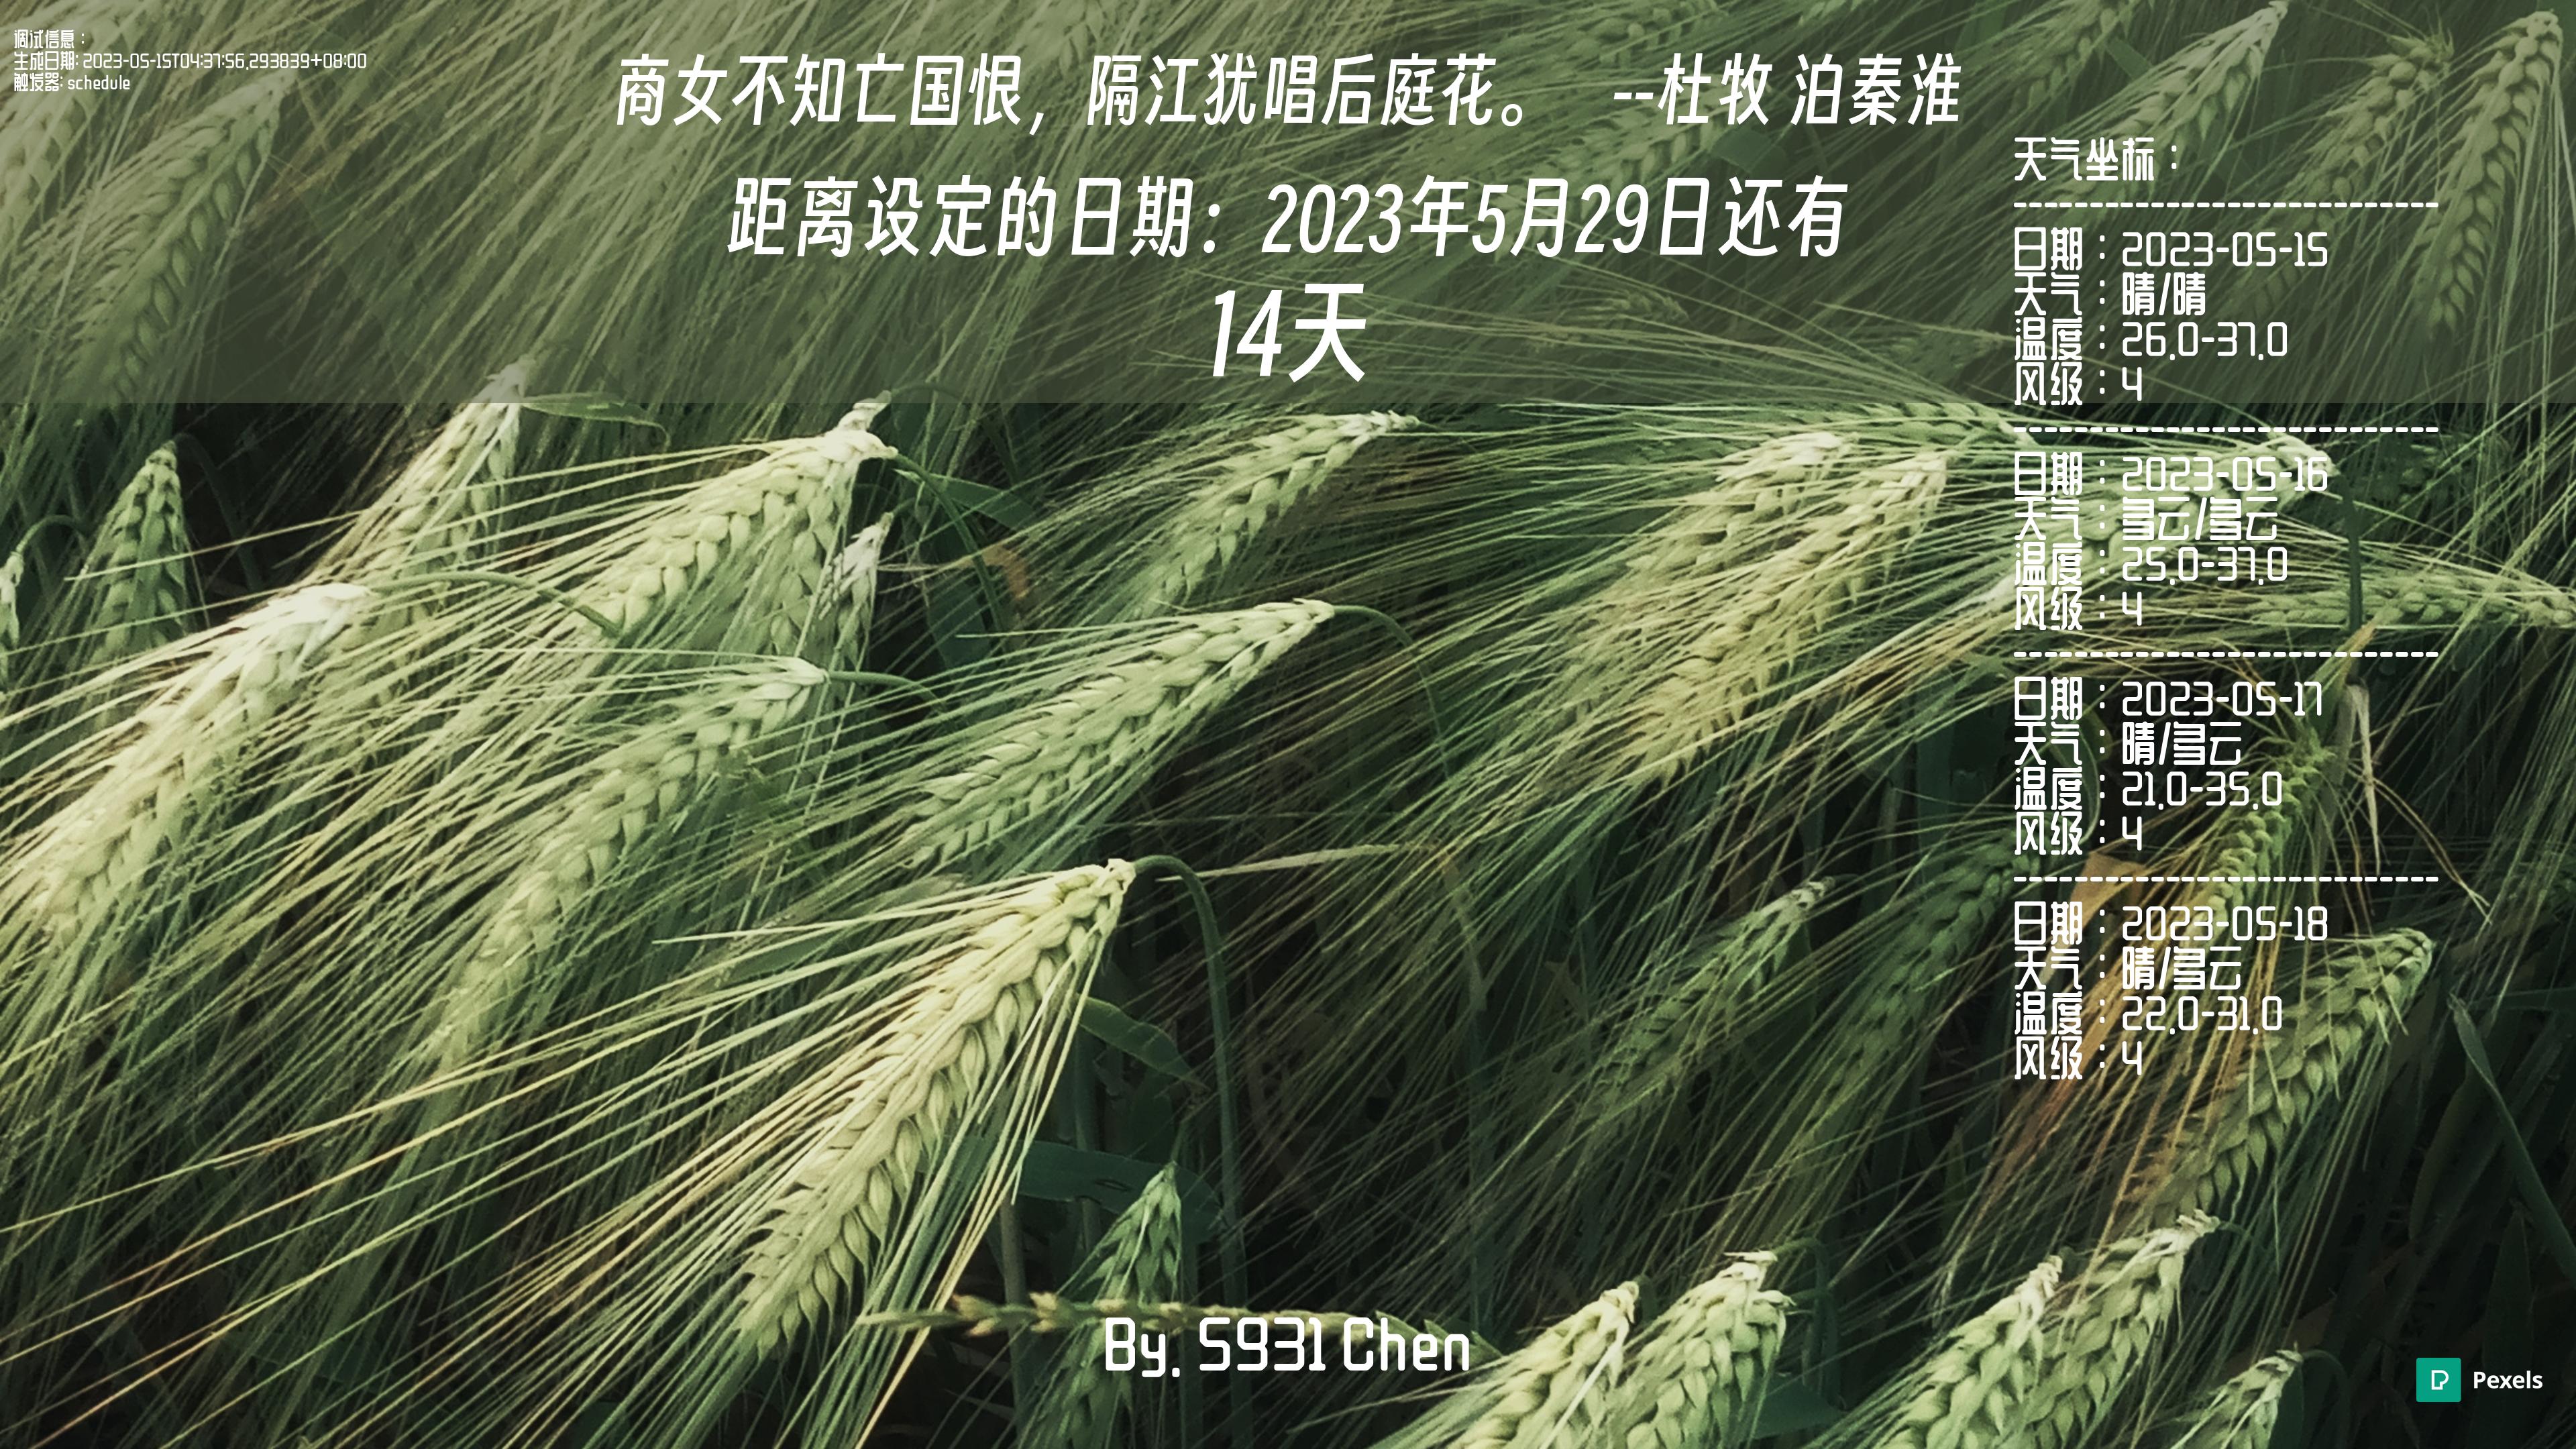 调试信息：
生成日期: 2023-05-15T04:37:56.293839+08:00
触发器: schedule
商女不知亡国恨，隔江犹唱后庭花。 --杜牧 泊秦淮
距离设定的日期：2023年5月29日还有
14天
天气坐标：
----------------------------
日期：2023-05-15
天气：晴/晴
温度：26.0-37.0
风级：4
----------------------------
日期：2023-05-16
天气：多云/多云
温度：25.0-37.0
风级：4
----------------------------
日期：2023-05-17
天气：晴/多云
温度：21.0-35.0
风级：4
----------------------------
日期：2023-05-18
天气：晴/多云
温度：22.0-31.0
风级：4
By. 5931 Chen
Pexels